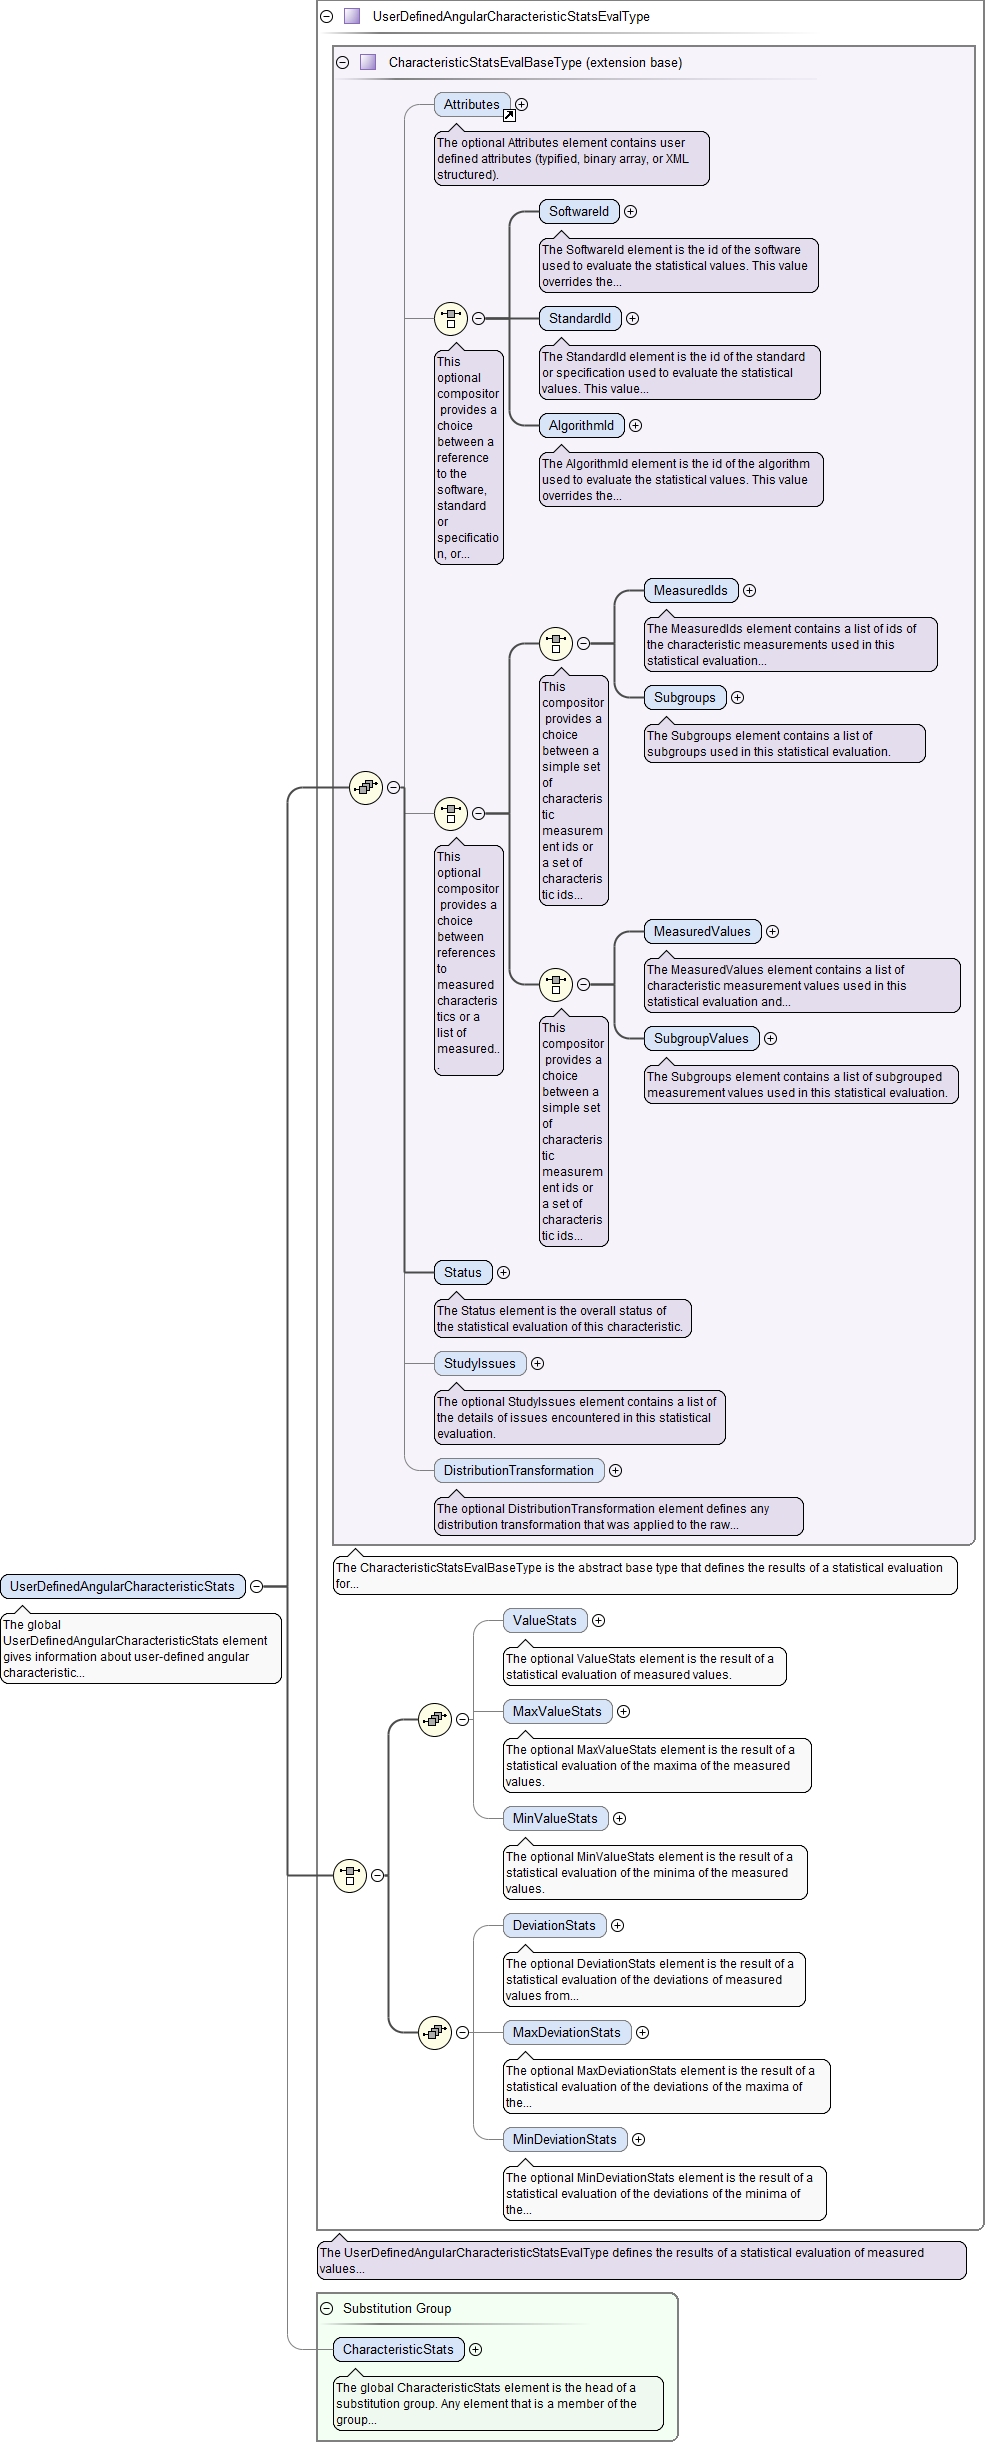 UserDefinedAngularCharacteristicStatsEvalType
CharacteristicStatsEvalBaseType (extension base)
Attributes
The optional Attributes element contains user
defined attributes (typified, binary array, or XML
structured).
SoftwareId
The SoftwareId element is the id of the software
used to evaluate the statistical values. This value
overrides the...
StandardId
This
optional
compositor
provides a
choice
between a
reference
to the
software,
standard
or
specificatio
n, or...
The StandardId element is the id of the standard
or specification used to evaluate the statistical
values. This value...
AlgorithmId
The AlgorithmId element is the id of the algorithm
used to evaluate the statistical values. This value
overrides the...
MeasuredIds
The MeasuredIds element contains a list of ids of
the characteristic measurements used in this
statistical evaluation...
This
compositor
provides a
choice
between a
simple set
of
characteris
tic
measurem
ent ids or
a set of
characteris
tic ids...
Subgroups
The Subgroups element contains a list of
subgroups used in this statistical evaluation.
This
optional
compositor
provides a
choice
between
references
to
measured
characteris
tics or a
list of
measured..
.
MeasuredValues
The MeasuredValues element contains a list of
characteristic measurement values used in this
statistical evaluation and...
This
compositor
provides a
choice
between a
simple set
of
characteris
tic
measurem
ent ids or
a set of
characteris
tic ids...
SubgroupValues
The Subgroups element contains a list of subgrouped
measurement values used in this statistical evaluation.
Status
The Status element is the overall status of
the statistical evaluation of this characteristic.
StudyIssues
The optional StudyIssues element contains a list of
the details of issues encountered in this statistical
evaluation.
DistributionTransformation
The optional DistributionTransformation element defines any
distribution transformation that was applied to the raw...
The CharacteristicStatsEvalBaseType is the abstract base type that defines the results of a statistical evaluation
for...
UserDefinedAngularCharacteristicStats
The global
UserDefinedAngularCharacteristicStats element
gives information about user-defined angular
characteristic...
ValueStats
The optional ValueStats element is the result of a
statistical evaluation of measured values.
MaxValueStats
The optional MaxValueStats element is the result of a
statistical evaluation of the maxima of the measured
values.
MinValueStats
The optional MinValueStats element is the result of a
statistical evaluation of the minima of the measured
values.
DeviationStats
The optional DeviationStats element is the result of a
statistical evaluation of the deviations of measured
values from...
MaxDeviationStats
The optional MaxDeviationStats element is the result of a
statistical evaluation of the deviations of the maxima of
the...
MinDeviationStats
The optional MinDeviationStats element is the result of a
statistical evaluation of the deviations of the minima of
the...
The UserDefinedAngularCharacteristicStatsEvalType defines the results of a statistical evaluation of measured
values...
Substitution Group
CharacteristicStats
The global CharacteristicStats element is the head of a
substitution group. Any element that is a member of the
group...